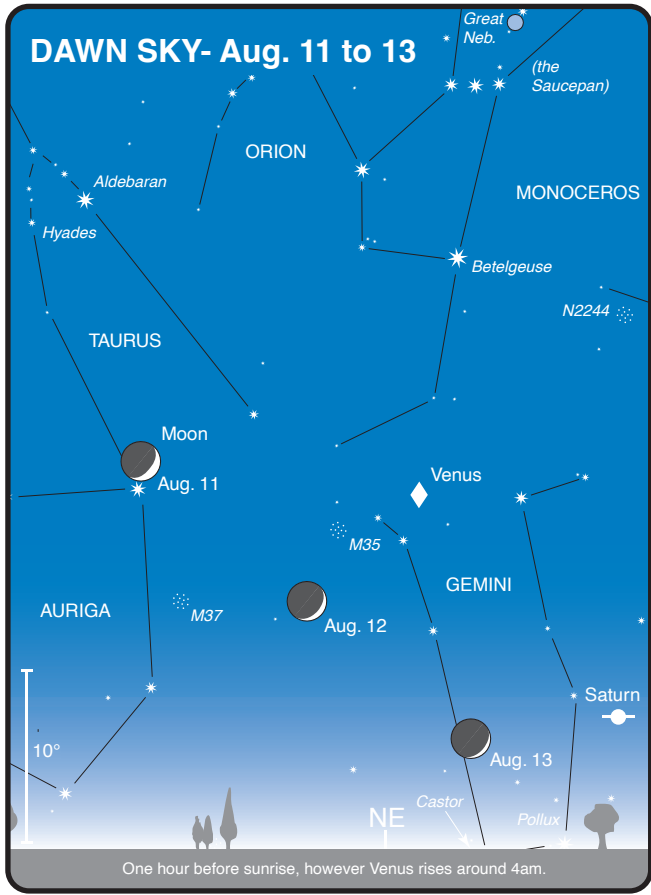 DAWN SKY- Aug. 11 to 13
Great
Neb.
(the
Saucepan)
ORION
Aldebaran
MONOCEROS
Hyades
Betelgeuse
N2244
TAURUS
Moon
Aug. 11
Venus
M35
GEMINI
AURIGA
M37
Aug. 12
Saturn
10°
Aug. 13
Castor
NE
Pollux
One hour before sunrise, however Venus rises around 4am.